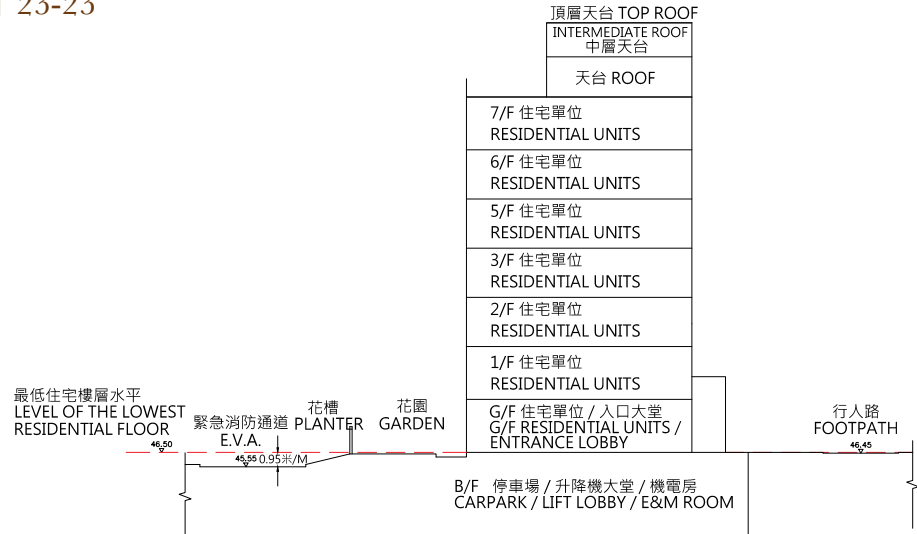 23-23
頂層天台 TOP ROOF
INTERMEDIATE ROOF
中層天台
天台 ROOF
7/F 住宅單位
RESIDENTIAL UNITS
6/F 住宅單位
RESIDENTIAL UNITS
5/F 住宅單位
RESIDENTIAL UNITS
3/F 住宅單位
RESIDENTIAL UNITS
2/F 住宅單位
RESIDENTIAL UNITS
1/F 住宅單位
RESIDENTIAL UNITS
G/F 住宅單位 / 入口大堂
G/F RESIDENTIAL UNITS /
ENTRANCE LOBBY
最低住宅樓層水平
LEVEL OF THE LOWEST
RESIDENTIAL FLOOR
46.50
緊急消防通道
E.V.A.
45.55
0.95米/M
花槽
PLANTER
花園
GARDEN
行人路
FOOTPATH
46.45
B/F 停車場 / 升降機大堂 / 機電房
CARPARK / LIFT LOBBY / E&M ROOM